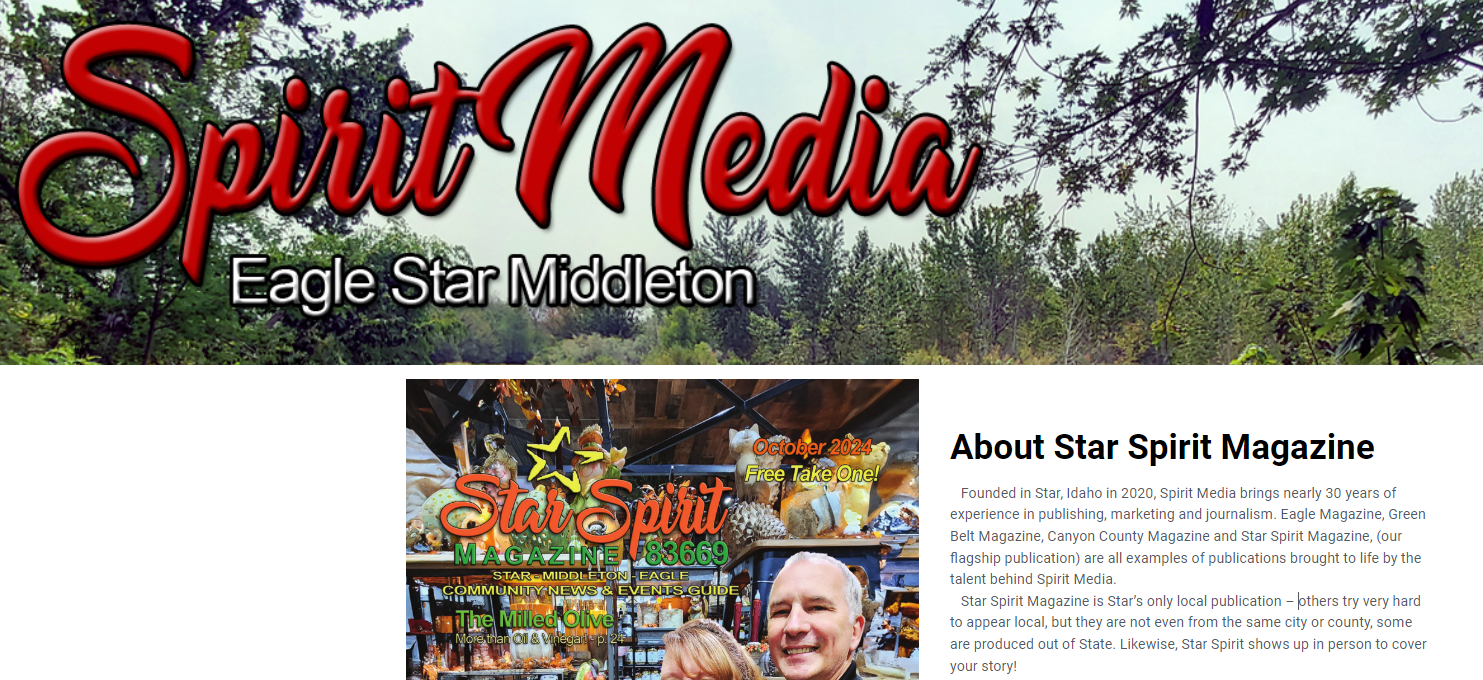 Spirit Media
Eagle Star Middleton
October 2024
Free Take One!
Star Spirit
MAGAZINE 83669
STAR - MIDDLETON - EAGLE
COMMUNITY NEWS & EVENTS GUIDE
The Milled Olive
More than Oil & Vinegar! - p. 24
About Star Spirit Magazine
Founded in Star, Idaho in 2020, Spirit Media brings nearly 30 years of
experience in publishing, marketing and journalism. Eagle Magazine, Green
Belt Magazine, Canyon County Magazine and Star Spirit Magazine, (our
flagship publication) are all examples of publications brought to life by the
talent behind Spirit Media.
Star Spirit Magazine is Star’s only local publication – others try very hard
to appear local, but they are not even from the same city or county, some
are produced out of State. Likewise, Star Spirit shows up in person to cover
your story!